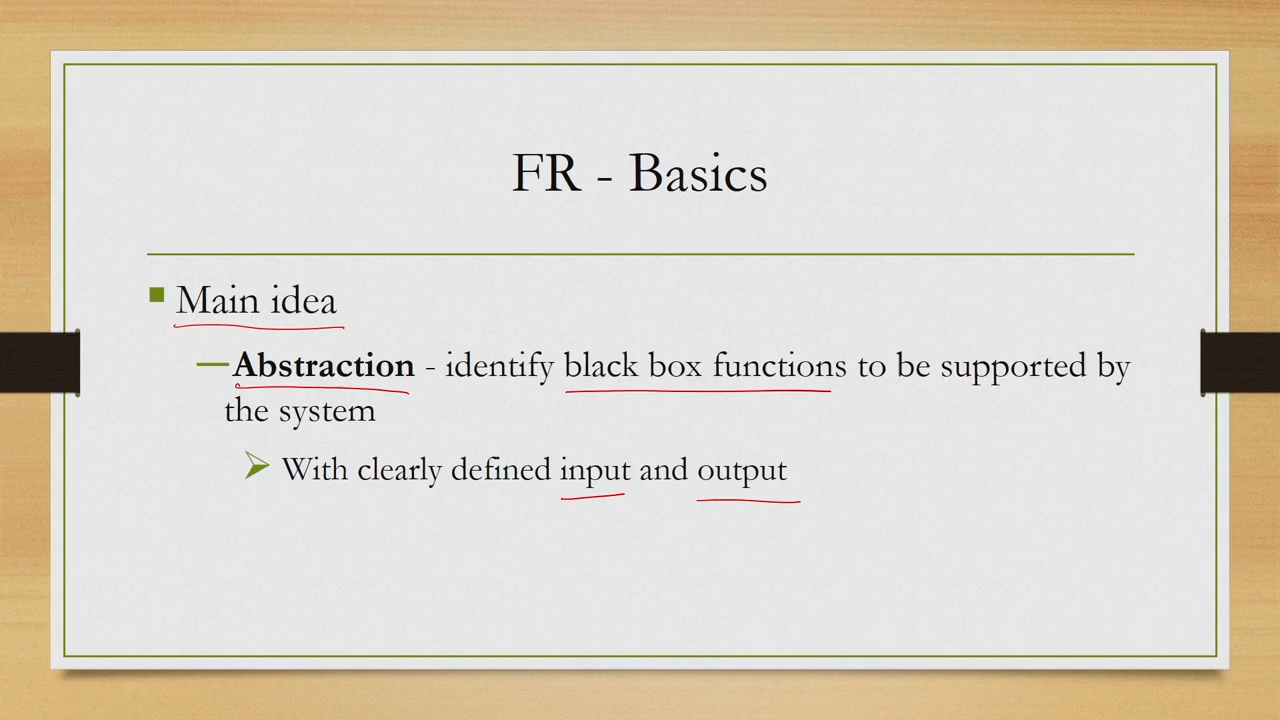 FR - Basics
Main idea
Abstraction - identify black box functions to be supported by
the system
With clearly defined input and output